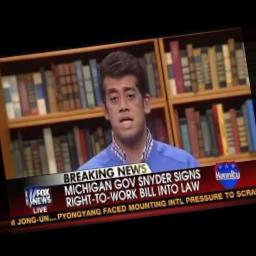 BREAKING NEWS
MICHIGAN GOV SNYDER SIGNS
RIGHT-TO-WORK BILL INTO LAW
FOX
NEWS
LIVE
Hannity
JONG-UN... PYONGYANG FACED MOUNTING INTL PRESSURE TO SCRA